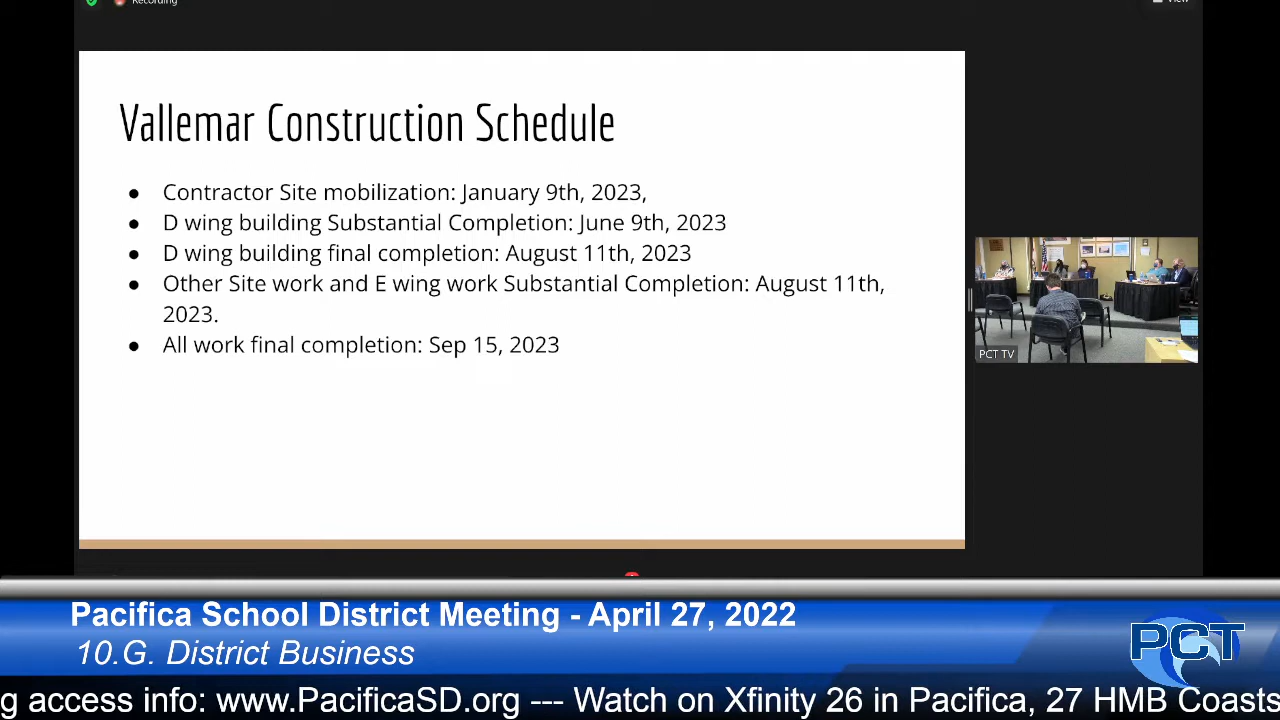 Recording
View
Vallemar Construction Schedule
● Contractor Site mobilization: January 9th, 2023,
● D wing building Substantial Completion: June 9th, 2023
● D wing building final completion: August 11th, 2023
● Other Site work and E wing work Substantial Completion: August 11th,
2023.
● All work final completion: Sep 15, 2023
PCT TV
Pacifica School District Meeting - April 27, 2022
10.G. District Business
PCT
g access info: www.PacificaSD.org --- Watch on Xfinity 26 in Pacifica, 27 HMB Coasts